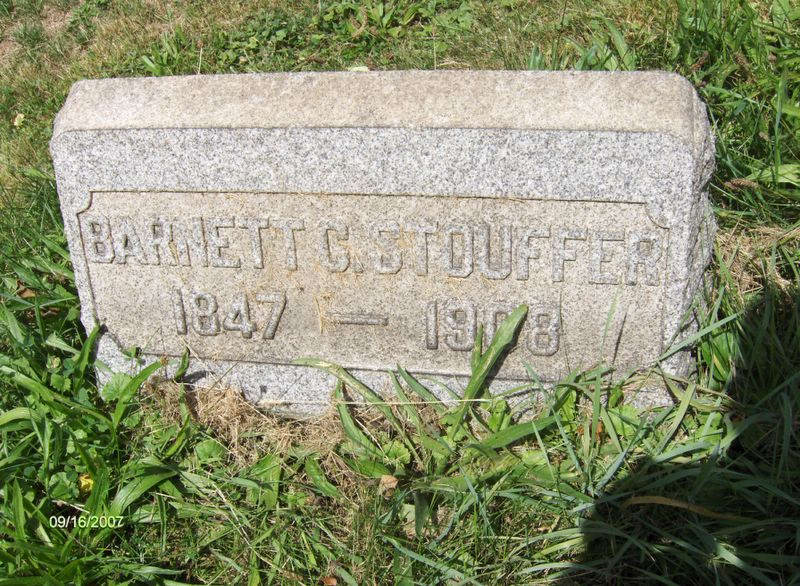 BARNETT C. STOUFFER
1847 — 1908
09/16/2007